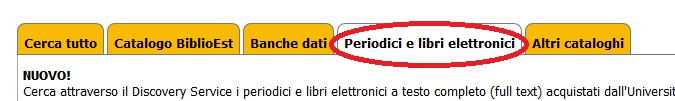 Cerca tutto Catalogo BiblioEst Banche dati Periodici e libri elettronici Altri cataloghi
NUOVO!
Cerca attraverso il Discovery Service i periodici e libri elettronici a testo completo (full text) acquistati dall'Universit